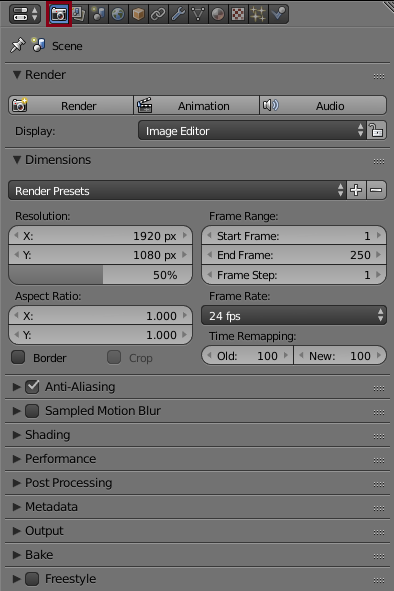 Scene
Render
Render Animation Audio
Display: Image Editor
Dimensions
Render Presets
Resolution: Frame Range:
X: 1920 px Start Frame: 1
Y: 1080 px End Frame: 250
50% Frame Step: 1
Aspect Ratio: Frame Rate:
X: 1.000 24 fps
Y: 1.000 Time Remapping:
Border Crop Old: 100 New: 100
Anti-Aliasing
Sampled Motion Blur
Shading
Performance
Post Processing
Metadata
Output
Bake
Freestyle